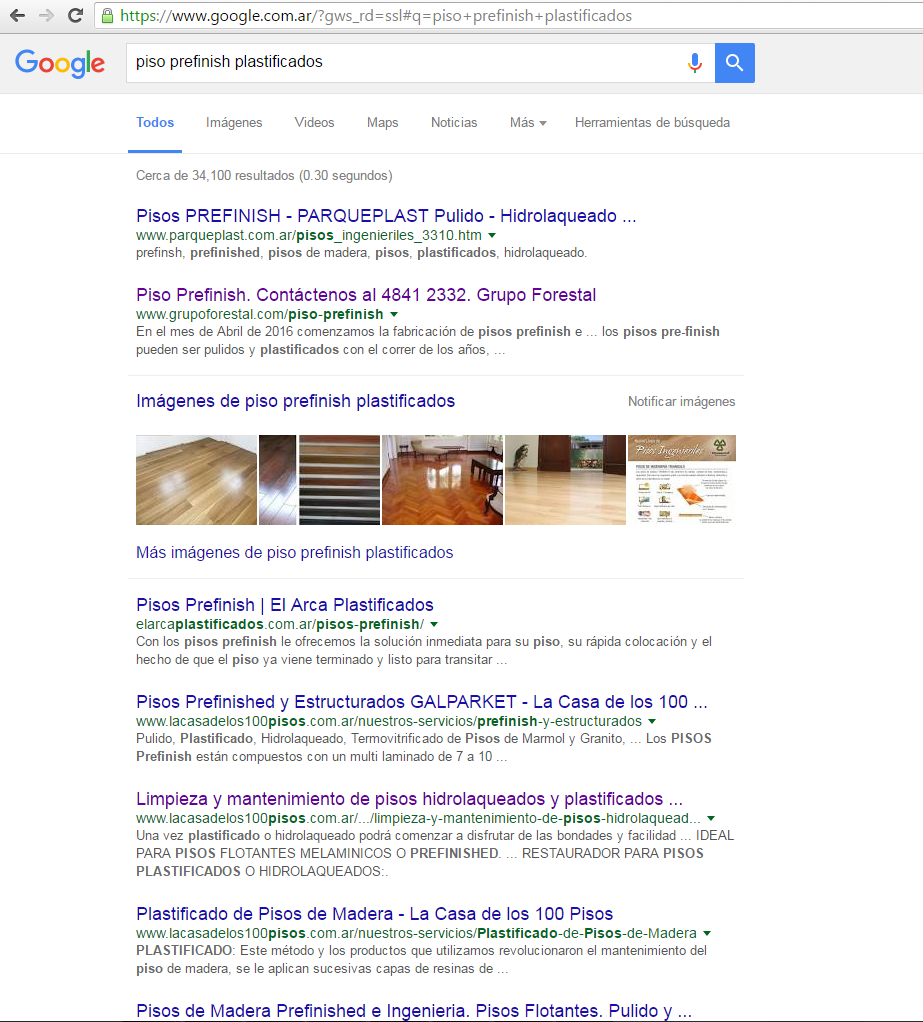 https://www.google.com.ar/?gws_rd=ssl#q=piso+prefinish+plastificados
Google
piso prefinish plastificados
Todos Imágenes Videos Maps Noticias Más Herramientas de búsqueda
Cerca de 34,100 resultados (0.30 segundos)
Pisos PREFINISH - PARQUEPLAST Pulido - Hidrolaqueado ...
www.parqueplast.com.ar/pisos_ingenieriles_3310.htm
prefinsh, prefinished, pisos de madera, pisos, plastificados, hidrolaqueado.
Piso Prefinish. Contáctenos al 4841 2332. Grupo Forestal
www.grupoforestal.com/piso-prefinish
En el mes de Abril de 2016 comenzamos la fabricación de pisos prefinish e ... los pisos pre-finish
pueden ser pulidos y plastificados con el correr de los años, ...
Imágenes de piso prefinish plastificados
Notificar imágenes
Pisos Ingenieriles
Más imágenes de piso prefinish plastificados
Pisos Prefinish | El Arca Plastificados
elarcaplastificados.com.ar/pisos-prefinish/
Con los pisos prefinish le ofrecemos la solución inmediata para su piso, su rápida colocación y el
hecho de que el piso ya viene terminado y listo para transitar ...
Pisos Prefinished y Estructurados GALPARKET - La Casa de los 100 ...
www.lacasadelos100pisos.com.ar/nuestros-servicios/prefinish-y-estructurados
Pulido, Plastificado, Hidrolaqueado, Termovitrificado de Pisos de Marmol y Granito, ... Los PISOS
Prefinish están compuestos con un multi laminado de 7 a 10 ...
Limpieza y mantenimiento de pisos hidrolaqueados y plastificados ...
www.lacasadelos100pisos.com.ar/.../limpieza-y-mantenimiento-de-pisos-hidrolaquead...
Una vez plastificado o hidrolaqueado podrá comenzar a disfrutar de las bondades y facilidad ... IDEAL
PARA PISOS FLOTANTES MELAMINICOS O PREFINISHED. ... RESTAURADOR PARA PISOS
PLASTIFICADOS O HIDROLAQUEADOS:.
Plastificado de Pisos de Madera - La Casa de los 100 Pisos
www.lacasadelos100pisos.com.ar/nuestros-servicios/Plastificado-de-Pisos-de-Madera
PLASTIFICADO: Este método y los productos que utilizamos revolucionaron el mantenimiento del
piso de madera, se le aplican sucesivas capas de resinas de ...
Pisos de Madera Prefinished e Ingenieria. Pisos Flotantes. Pulido y ...